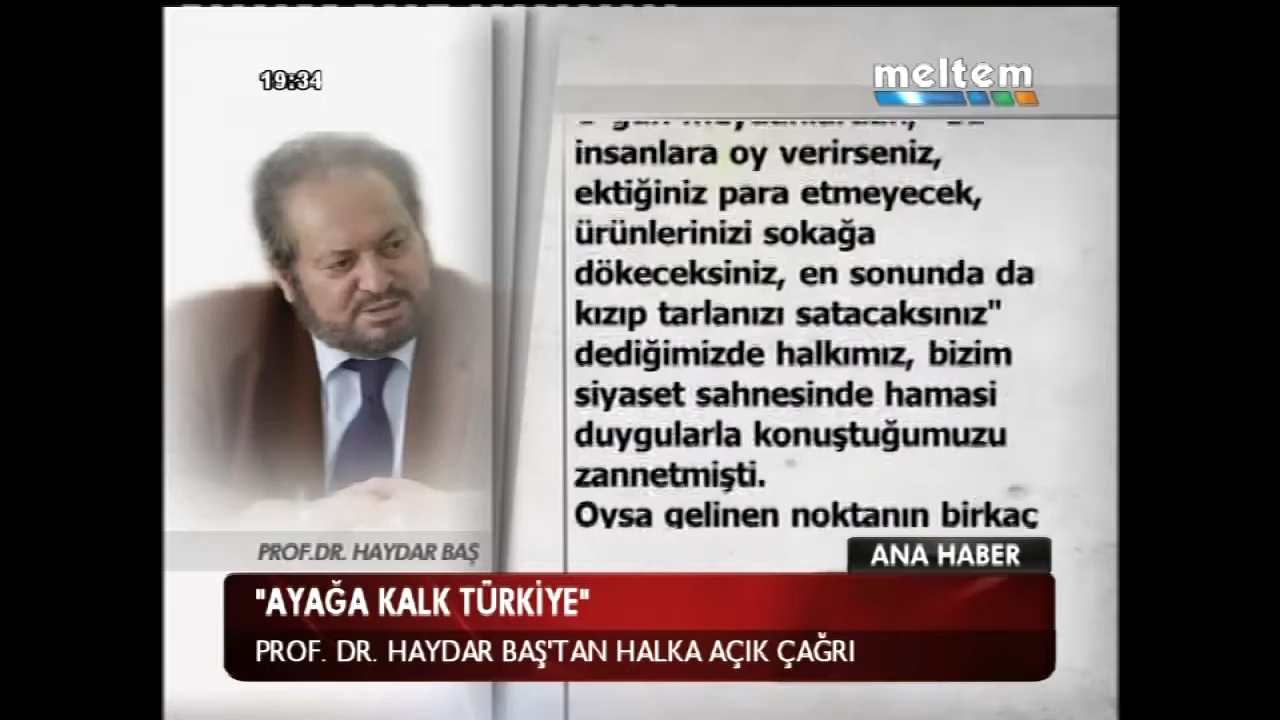 19:34
meltem
insanlara oy verirseniz,
ektiğiniz para etmeyecek,
ürünlerinizi sokağa
dökeceksiniz, en sonunda da
kızıp tarlanızı satacaksınız"
dediğimizde halkımız, bizim
siyaset sahnesinde hamasi
duygularla konuştuğumuzu
zannetmişti.
Oysa gelinen noktanın birkaç
PROF.DR. HAYDAR BAŞ
ANA HABER
"AYAĞA KALK TÜRKİYE"
PROF. DR. HAYDAR BAŞ'TAN HALKA AÇIK ÇAĞRI